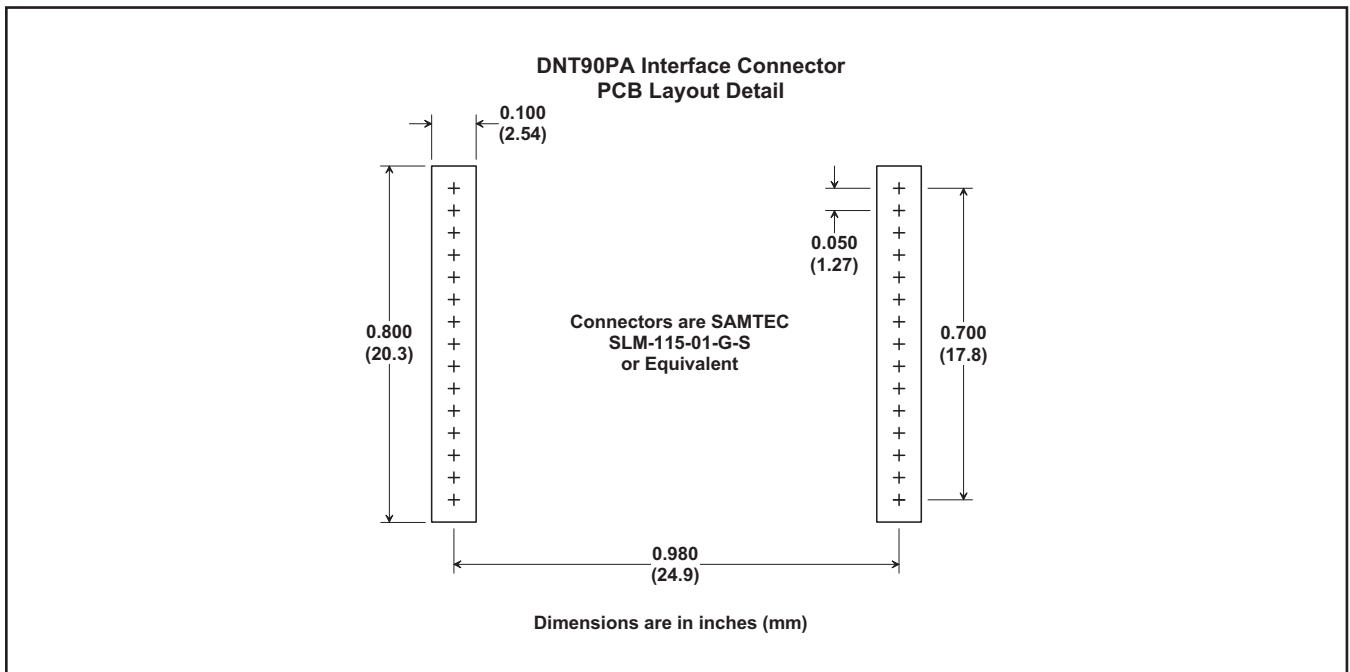 DNT90PA Interface Connector
PCB Layout Detail
0.100
(2.54)
0.050
(1.27)
0.800
(20.3)
Connectors are SAMTEC
SLM-115-01-G-S
or Equivalent
0.700
(17.8)
0.980
(24.9)
Dimensions are in inches (mm)